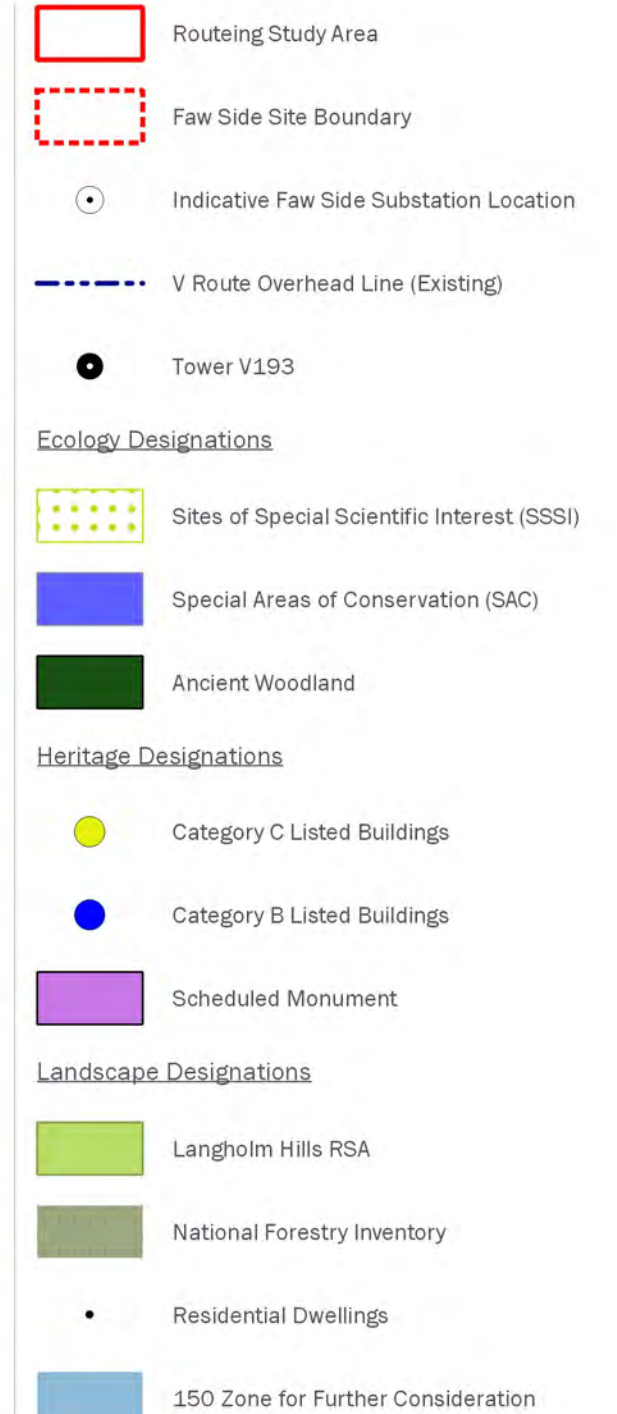 Routeing Study Area
Faw Side Site Boundary
Indicative Faw Side Substation Location
V Route Overhead Line (Existing)
Tower V193
Ecology Designations
Sites of Special Scientific Interest (SSSI)
Special Areas of Conservation (SAC)
Ancient Woodland
Heritage Designations
Category C Listed Buildings
Category B Listed Buildings
Scheduled Monument
Landscape Designations
Langholm Hills RSA
National Forestry Inventory
Residential Dwellings
150 Zone for Further Consideration